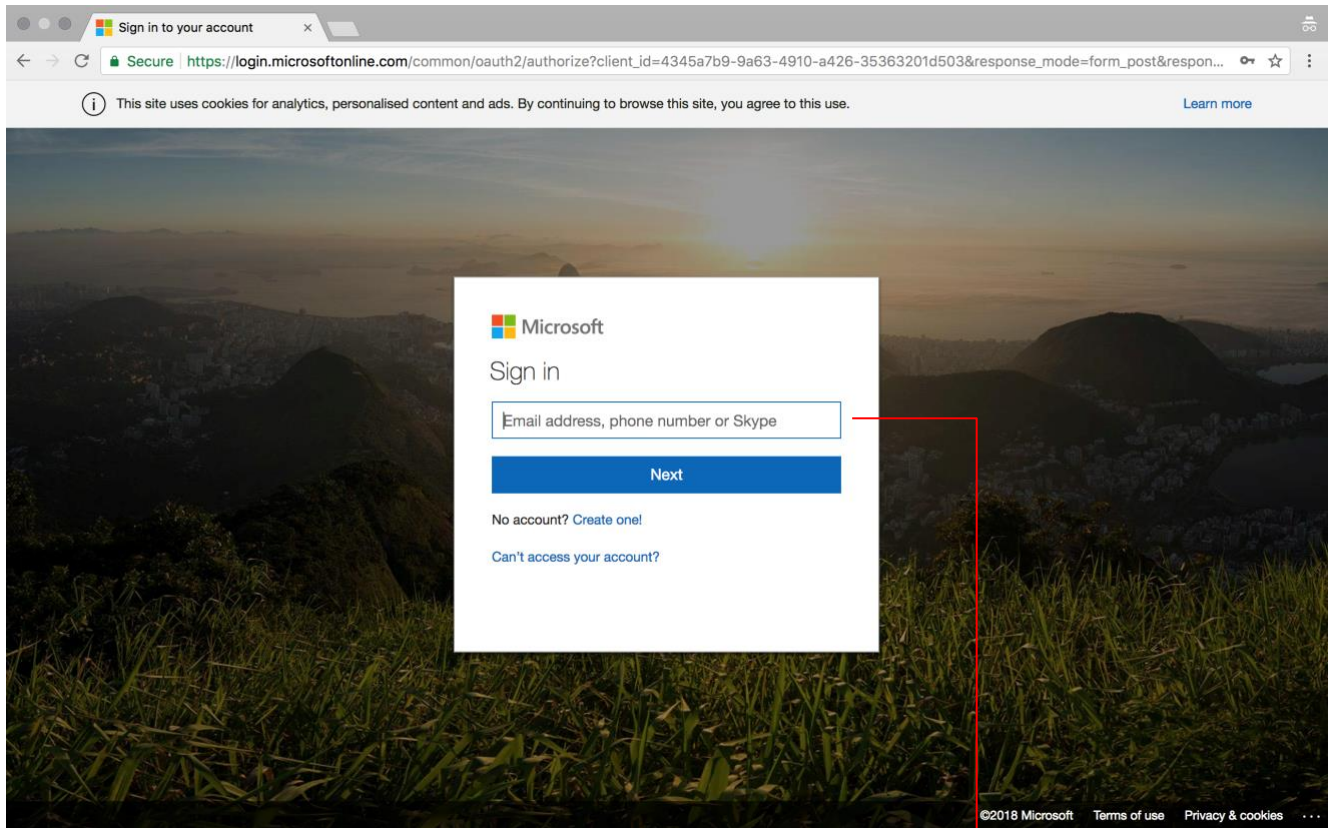 Sign in to your account
Secure https://login.microsoftonline.com/common/oauth2/authorize?client_id=4345a7b9-9a63-4910-a426-35363201d503&response_mode=form_post&respon...
This site uses cookies for analytics, personalised content and ads. By continuing to browse this site, you agree to this use. Learn more
Microsoft
Sign in
Email address, phone number or Skype
Next
No account? Create one!
Can't access your account?
©2018 Microsoft Terms of use Privacy & cookies ...